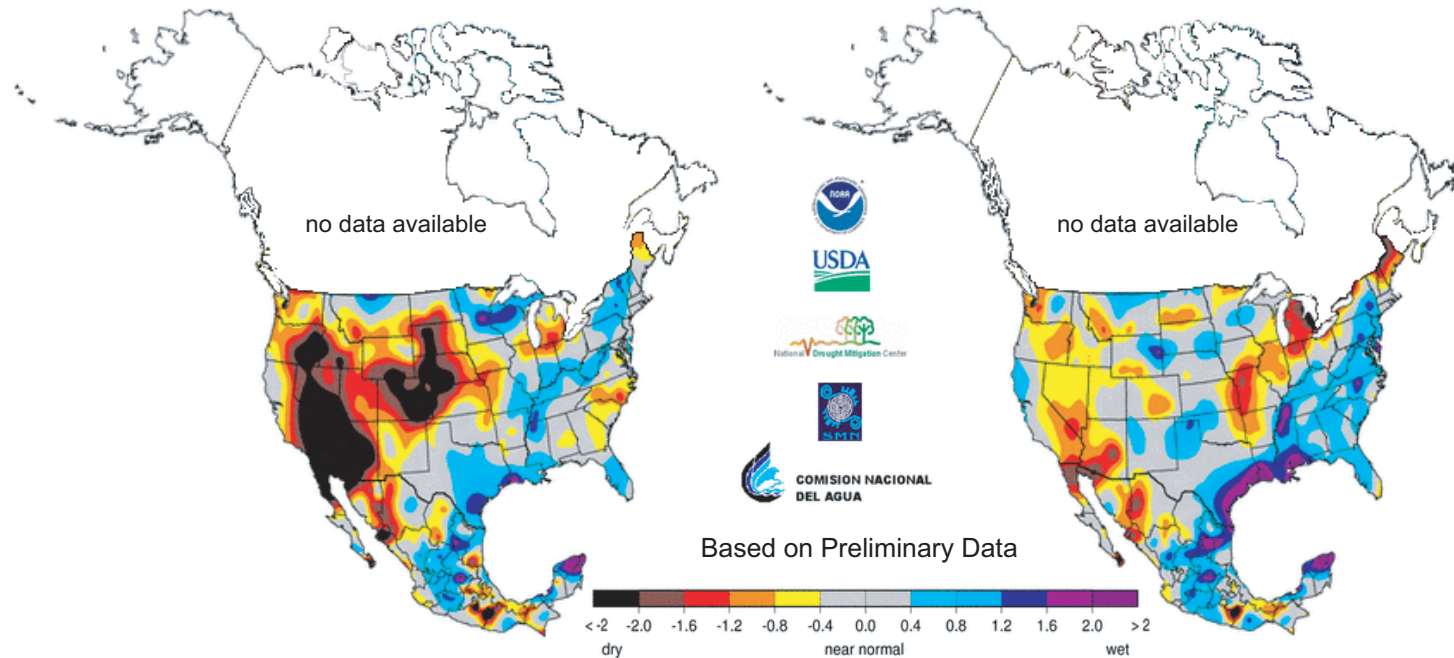 no data available
no data available
NOAA
USDA
National Drought Mitigation Center
SMN
COMISION NACIONAL
DEL AGUA
Based on Preliminary Data
< -2 -2.0 -1.6 -1.2 -0.8 -0.4 0.0 0.4 0.8 1.2 1.6 2.0 > 2
dry near normal wet